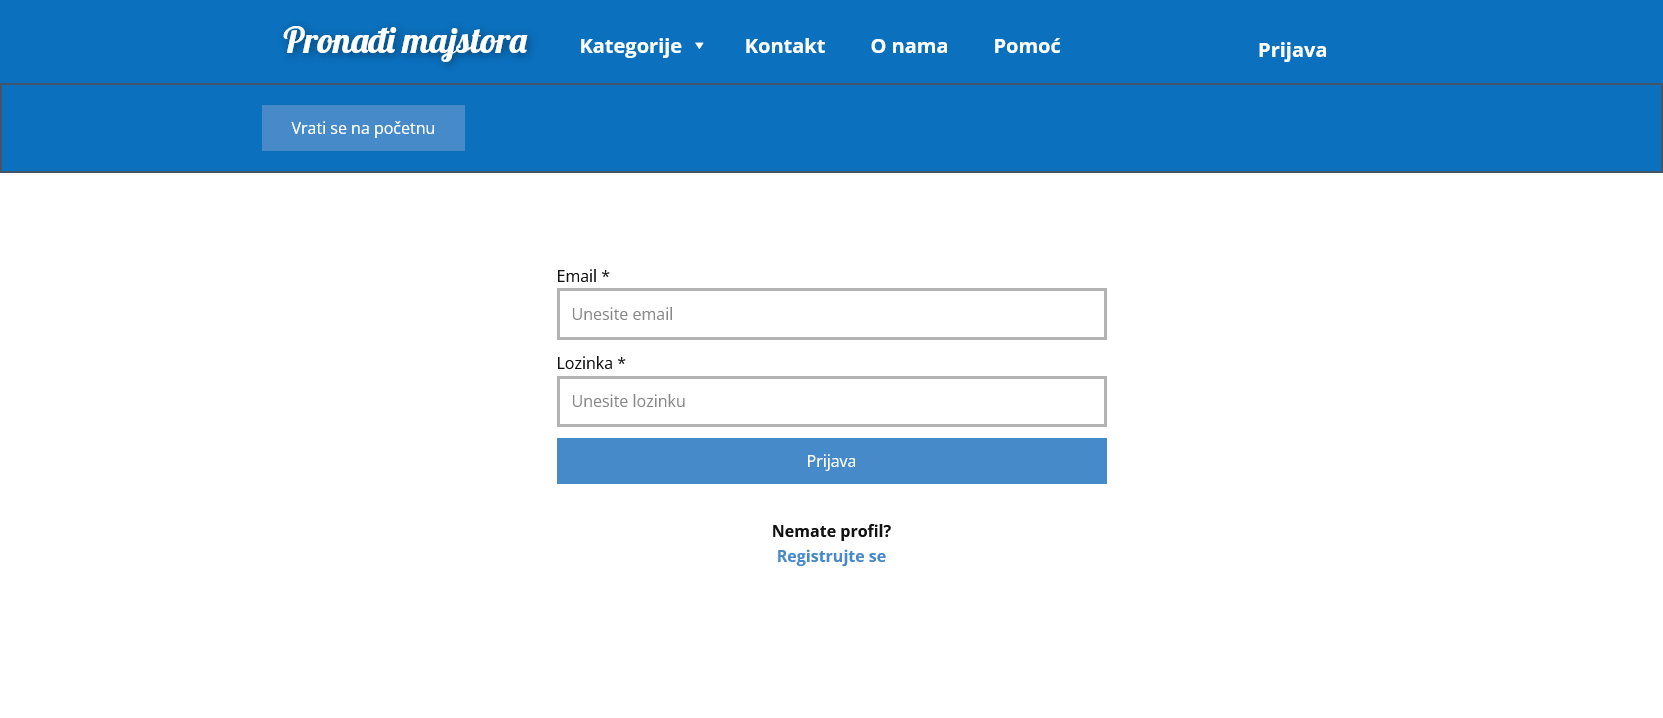 Pronađi majstora
Kategorije ▼ Kontakt O nama Pomoć Prijava
Vrati se na početnu
Email *
Unesite email
Lozinka *
Unesite lozinku
Prijava
Nemate profil?
Registrujte se